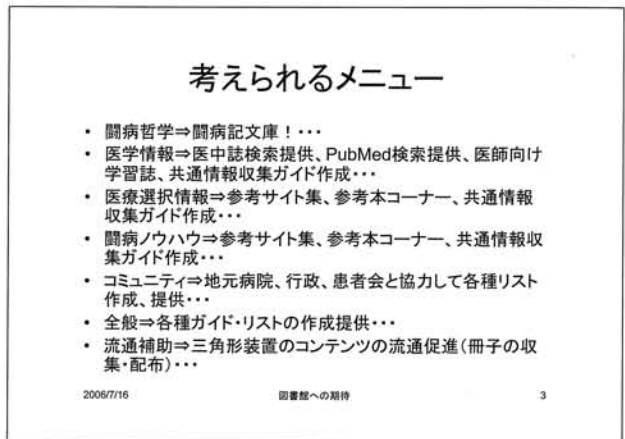 考えられるメニュー
• 闘病哲学⇒闘病記文庫！・・・
• 医学情報⇒医中誌検索提供、PubMed検索提供、医師向け
学習誌、共通情報収集ガイド作成・・・
• 医療選択情報⇒参考サイト集、参考本コーナー、共通情報
収集ガイド作成・・・
• 闘病ノウハウ⇒参考サイト集、参考本コーナー、共通情報収
集ガイド作成・・・
• コミュニティ⇒地元病院、行政、患者会と協力して各種リスト
作成、提供・・・
• 全般⇒各種ガイド・リストの作成提供・・・
• 流通補助⇒三角形装置のコンテンツの流通促進（冊子の収
集・配布）・・・
2006/7/16 図書館への期待 3